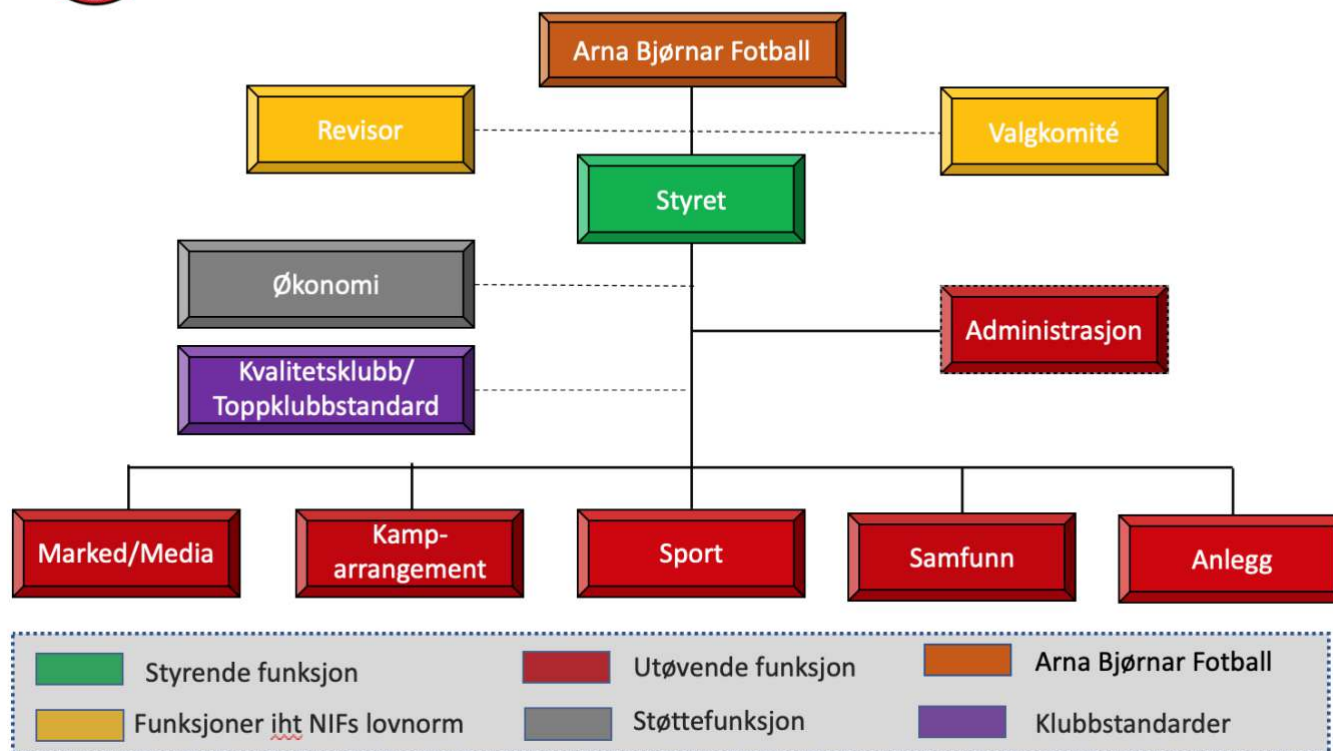 Arna Bjørnar Fotball
Revisor
Valgkomité
Styret
Økonomi
Administrasjon
Kvalitetsklubb/
Toppklubbstandard
Marked/Media
Kamp-
arrangement
Sport
Samfunn
Anlegg
Styrende funksjon
Utøvende funksjon
Arna Bjørnar Fotball
Funksjoner iht NIFs lovnorm
Støttefunksjon
Klubbstandarder